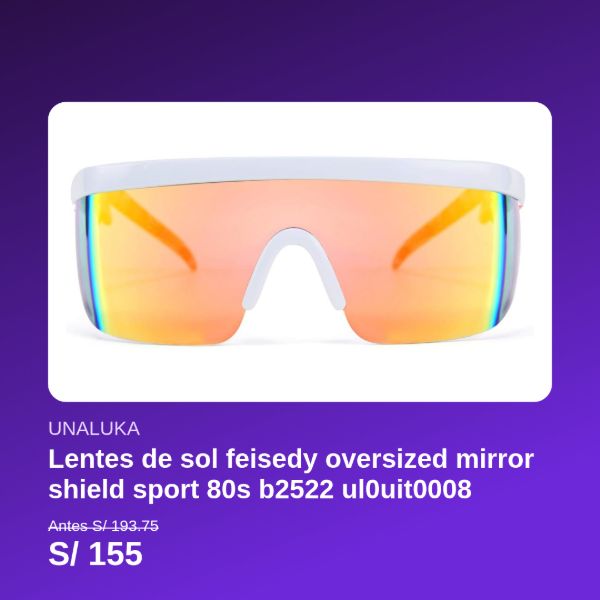 UNALUKA
Lentes de sol feisedy oversized mirror
shield sport 80s b2522 ul0uit0008
Antes S/ 193.75
S/ 155